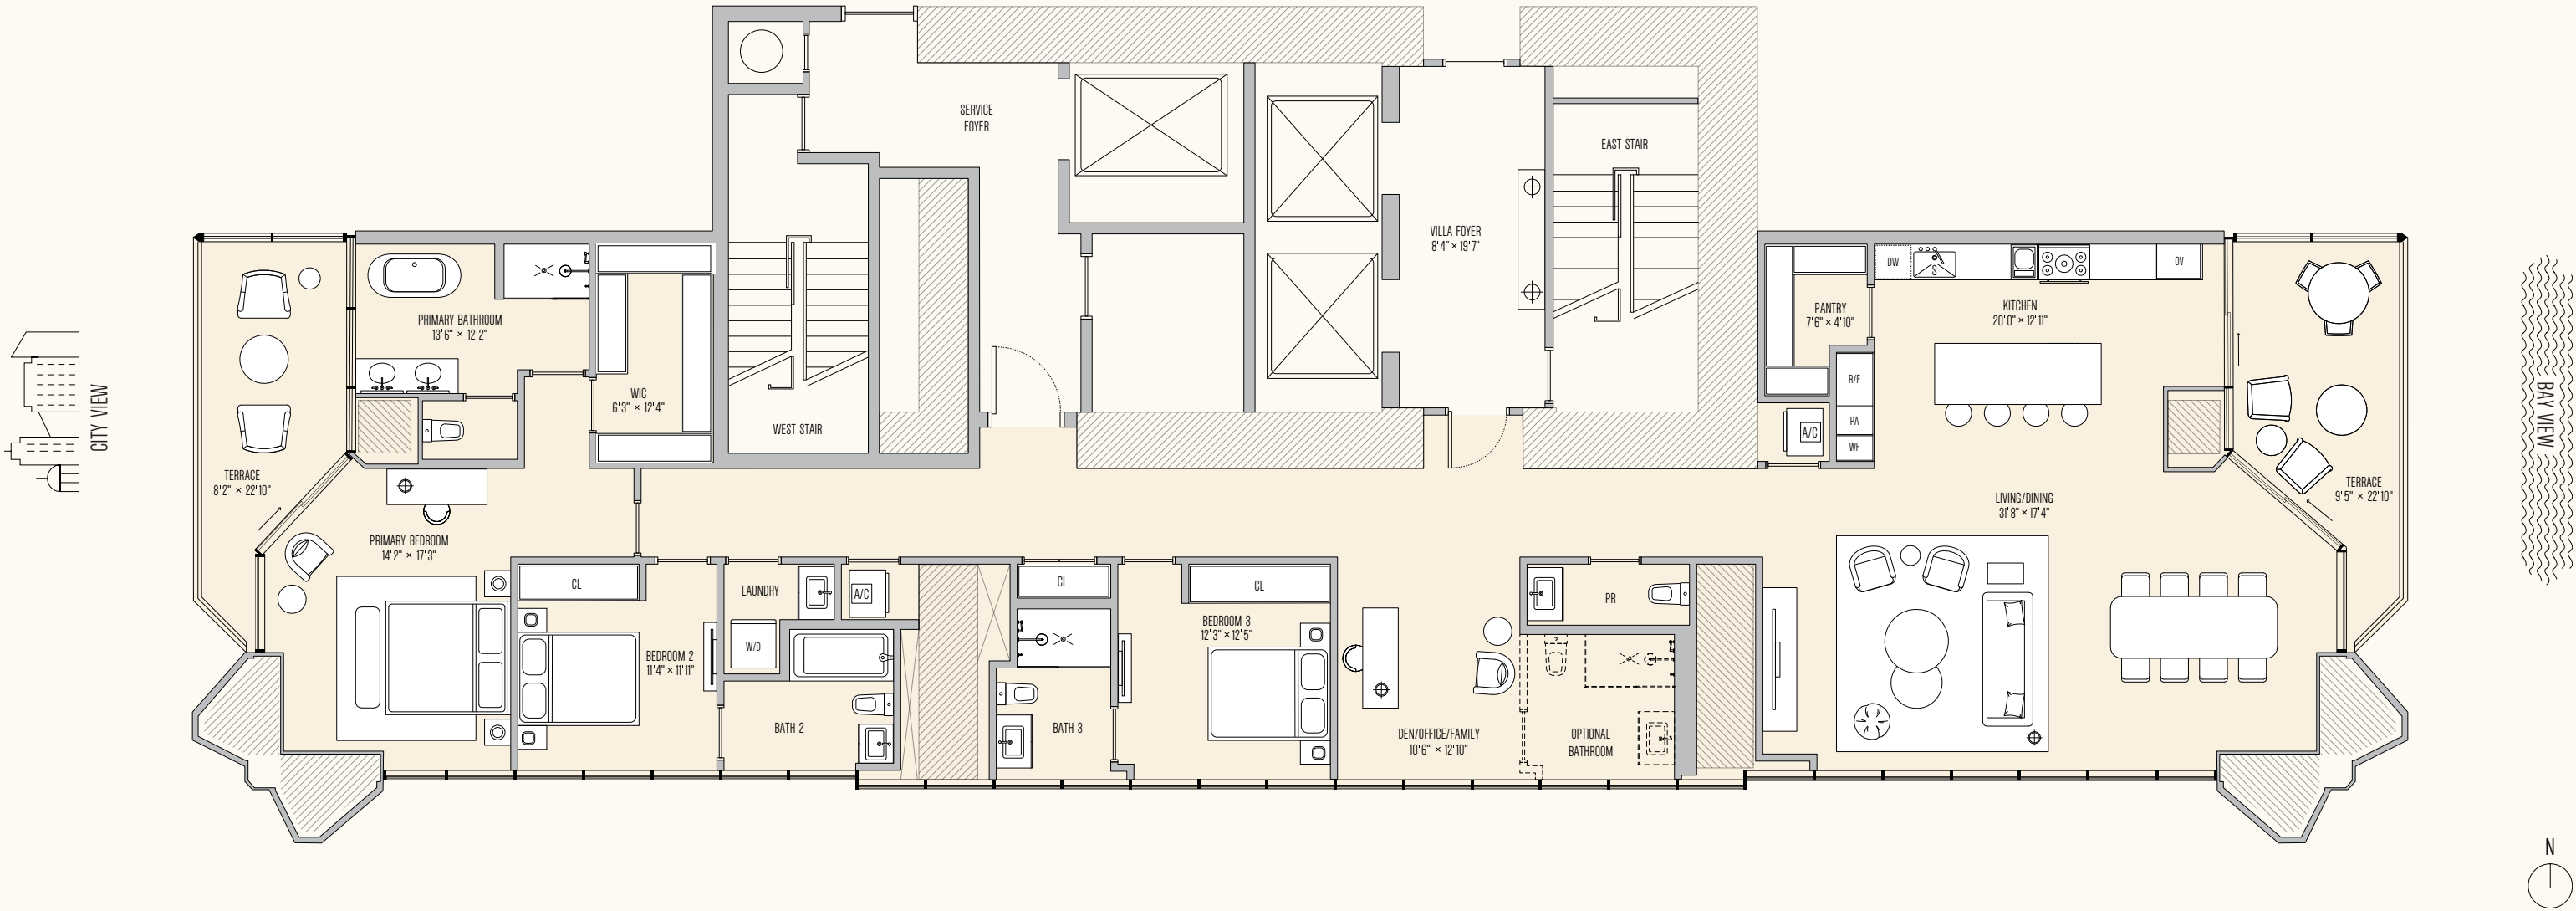 CITY VIEW
TERRACE
8'2" × 22'10"
PRIMARY BATHROOM
13'6" × 12'2"
PRIMARY BEDROOM
14'2" × 17'3"
WIC
6'3" × 12'4"
WEST STAIR
SERVICE
FOYER
VILLA FOYER
8'4" × 19'7"
EAST STAIR
PANTRY
7'6" × 4'10"
DW
OV
KITCHEN
20'0" × 12'11"
R/F
PA
WF
A/C
LIVING/DINING
31'8" × 17'4"
TERRACE
9'5" × 22'10"
BAY VIEW
CL
BEDROOM 2
11'4" × 11'11"
LAUNDRY
W/D
A/C
BATH 2
CL
BATH 3
BEDROOM 3
12'3" × 12'5"
CL
DEN/OFFICE/FAMILY
10'6" × 12'10"
PR
OPTIONAL
BATHROOM
N